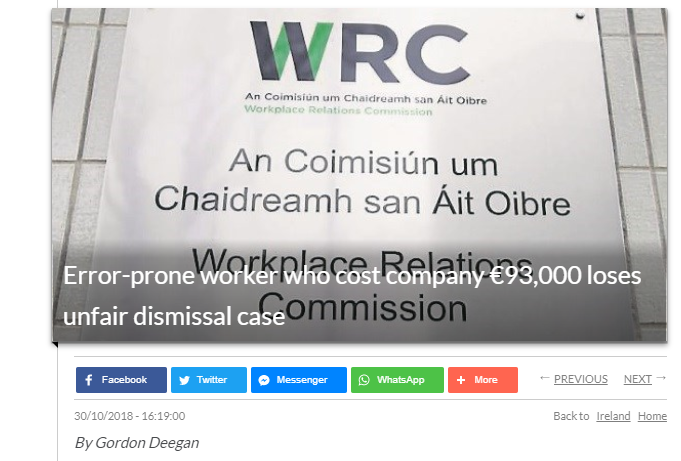 WRC
An Coimisiún um Chaidreamh san Áit Oibre
Workplace Relations Commission
An Coimisiún um
Chaidreamh san Áit Oibre
Workplace Relations
Commission
Error-prone worker who cost company €93,000 loses
unfair dismissal case
Facebook Twitter Messenger WhatsApp More ← PREVIOUS NEXT →
30/10/2018 - 16:19:00 Back to Ireland Home
By Gordon Deegan